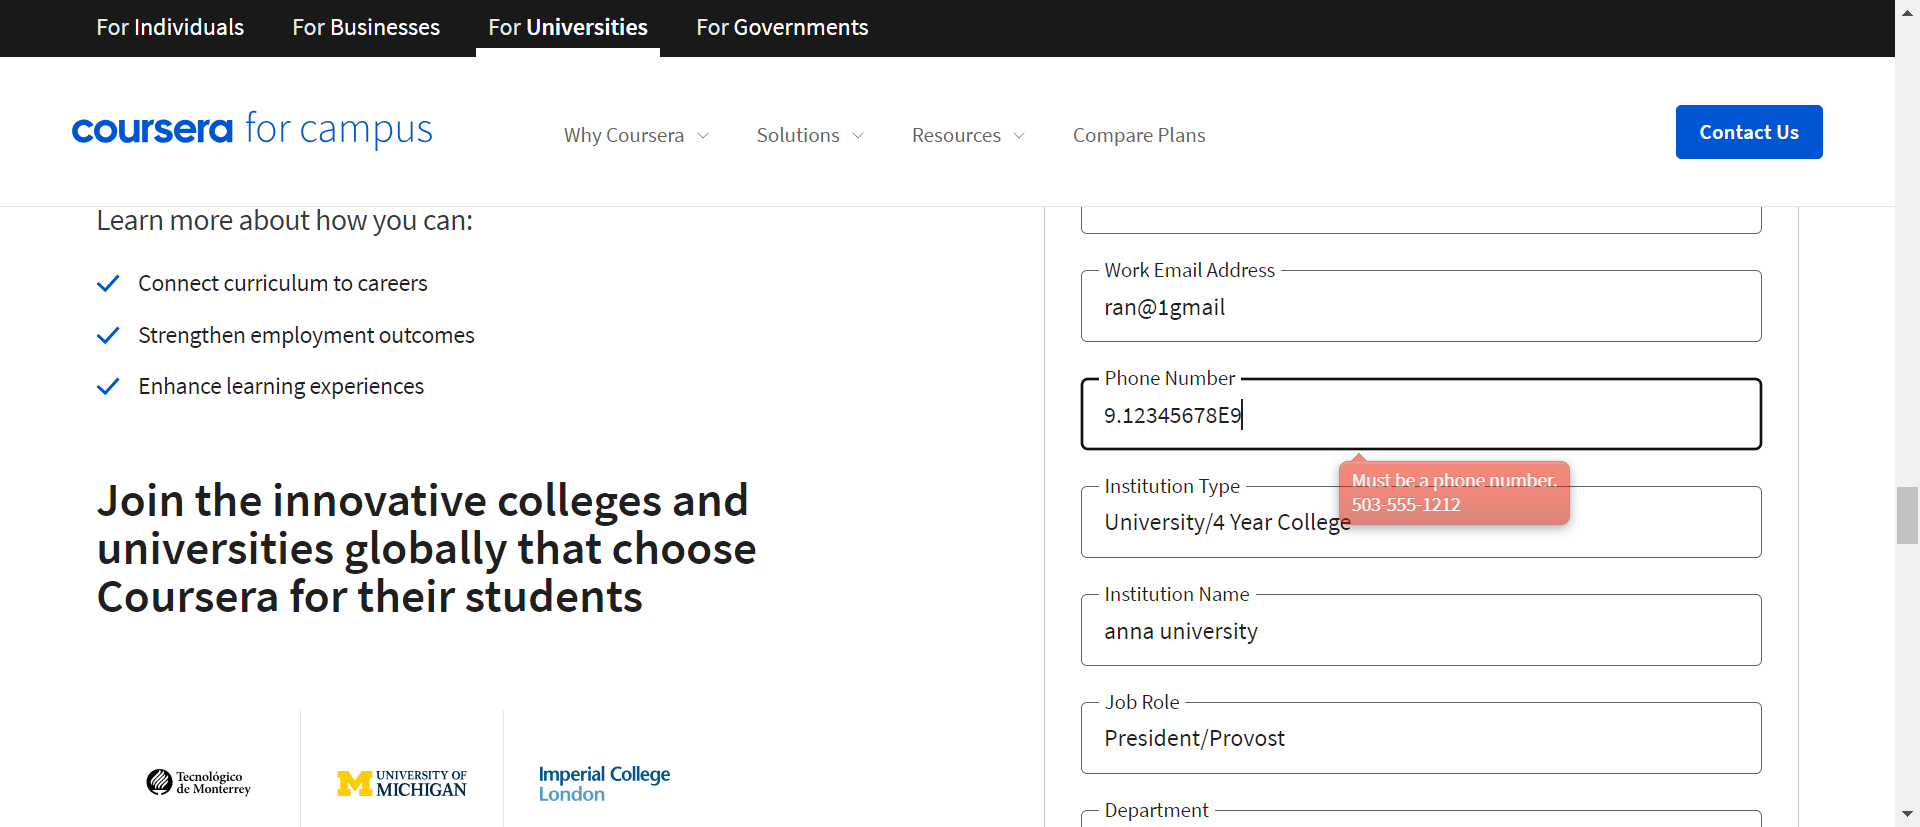 For Individuals
For Businesses
For Universities
For Governments
coursera for campus
Why Coursera
Solutions
Resources
Compare Plans
Contact Us
Learn more about how you can:
Connect curriculum to careers
Strengthen employment outcomes
Enhance learning experiences
Join the innovative colleges and
universities globally that choose
Coursera for their students
Tecnológico
de Monterrey
M UNIVERSITY OF
MICHIGAN
Imperial College
London
Work Email Address
ran@1gmail
Phone Number
9.12345678E9
Must be a phone number.
503-555-1212
Institution Type
University/4 Year College
Institution Name
anna university
Job Role
President/Provost
Department